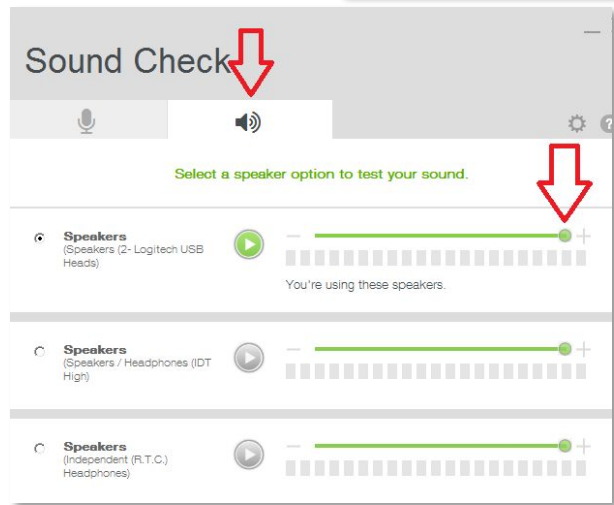 Sound Check
Select a speaker option to test your sound.
Speakers
(Speakers (2- Logitech USB
Heads)
You're using these speakers.
Speakers
(Speakers / Headphones (IDT
High)
Speakers
(Independent (R.T.C.)
Headphones)